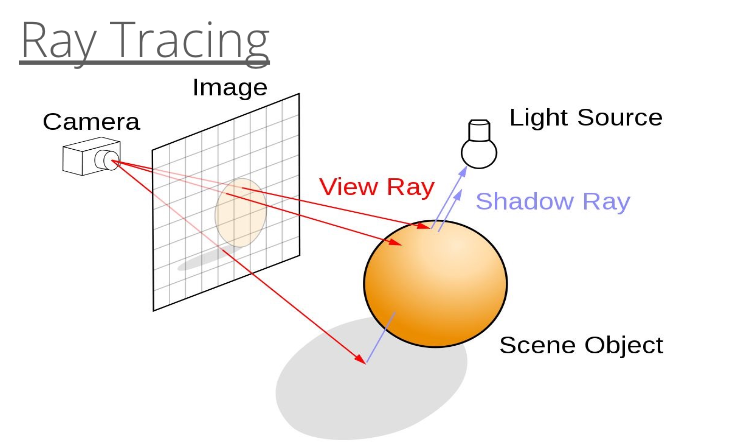 Ray Tracing
Image
Camera
Light Source
View Ray
Shadow Ray
Scene Object